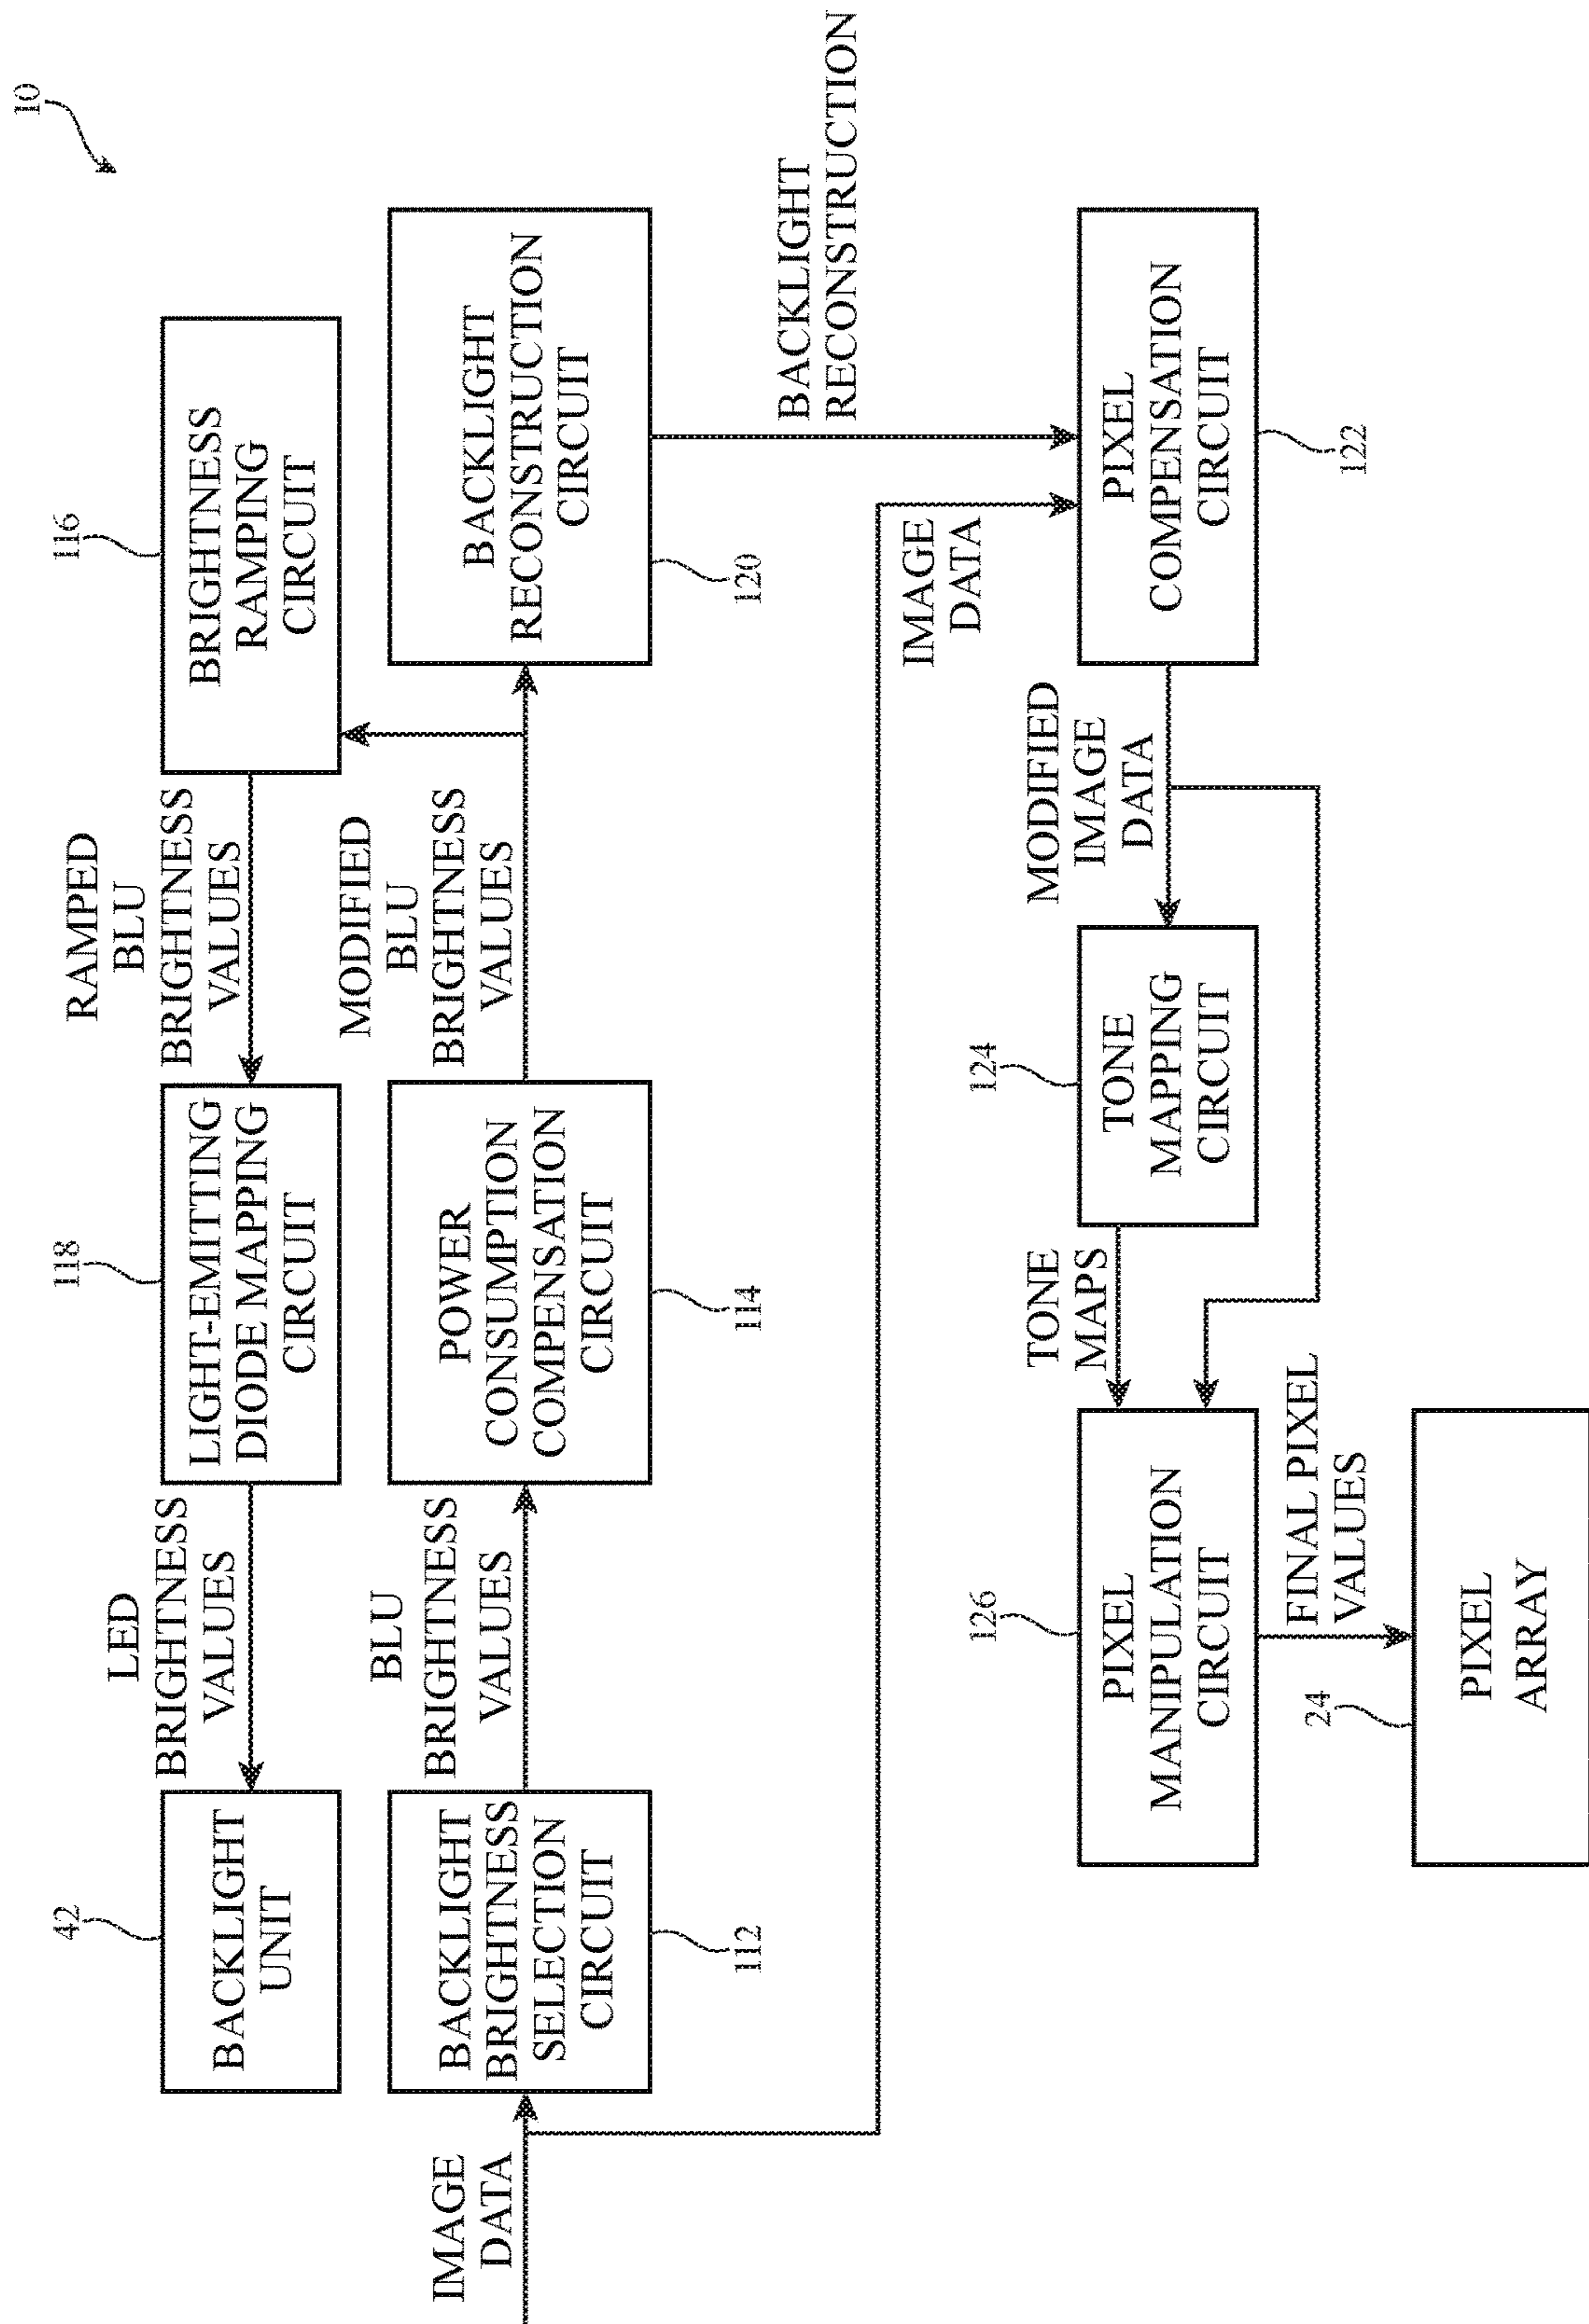 10
42
BACKLIGHT
UNIT
LED
BRIGHTNESS
VALUES
118
LIGHT-EMITTING
DIODE MAPPING
CIRCUIT
RAMPED
BLU
BRIGHTNESS
VALUES
116
BRIGHTNESS
RAMPING
CIRCUIT
IMAGE
DATA
BACKLIGHT
BRIGHTNESS
SELECTION
CIRCUIT
112
BLU
BRIGHTNESS
VALUES
POWER
CONSUMPTION
COMPENSATION
CIRCUIT
114
MODIFIED
BLU
BRIGHTNESS
VALUES
BACKLIGHT
RECONSTRUCTION
CIRCUIT
120
BACKLIGHT
RECONSTRUCTION
IMAGE
DATA
126
PIXEL
MANIPULATION
CIRCUIT
TONE
MAPS
124
TONE
MAPPING
CIRCUIT
MODIFIED
IMAGE
DATA
PIXEL
COMPENSATION
CIRCUIT
122
FINAL PIXEL
VALUES
24
PIXEL
ARRAY